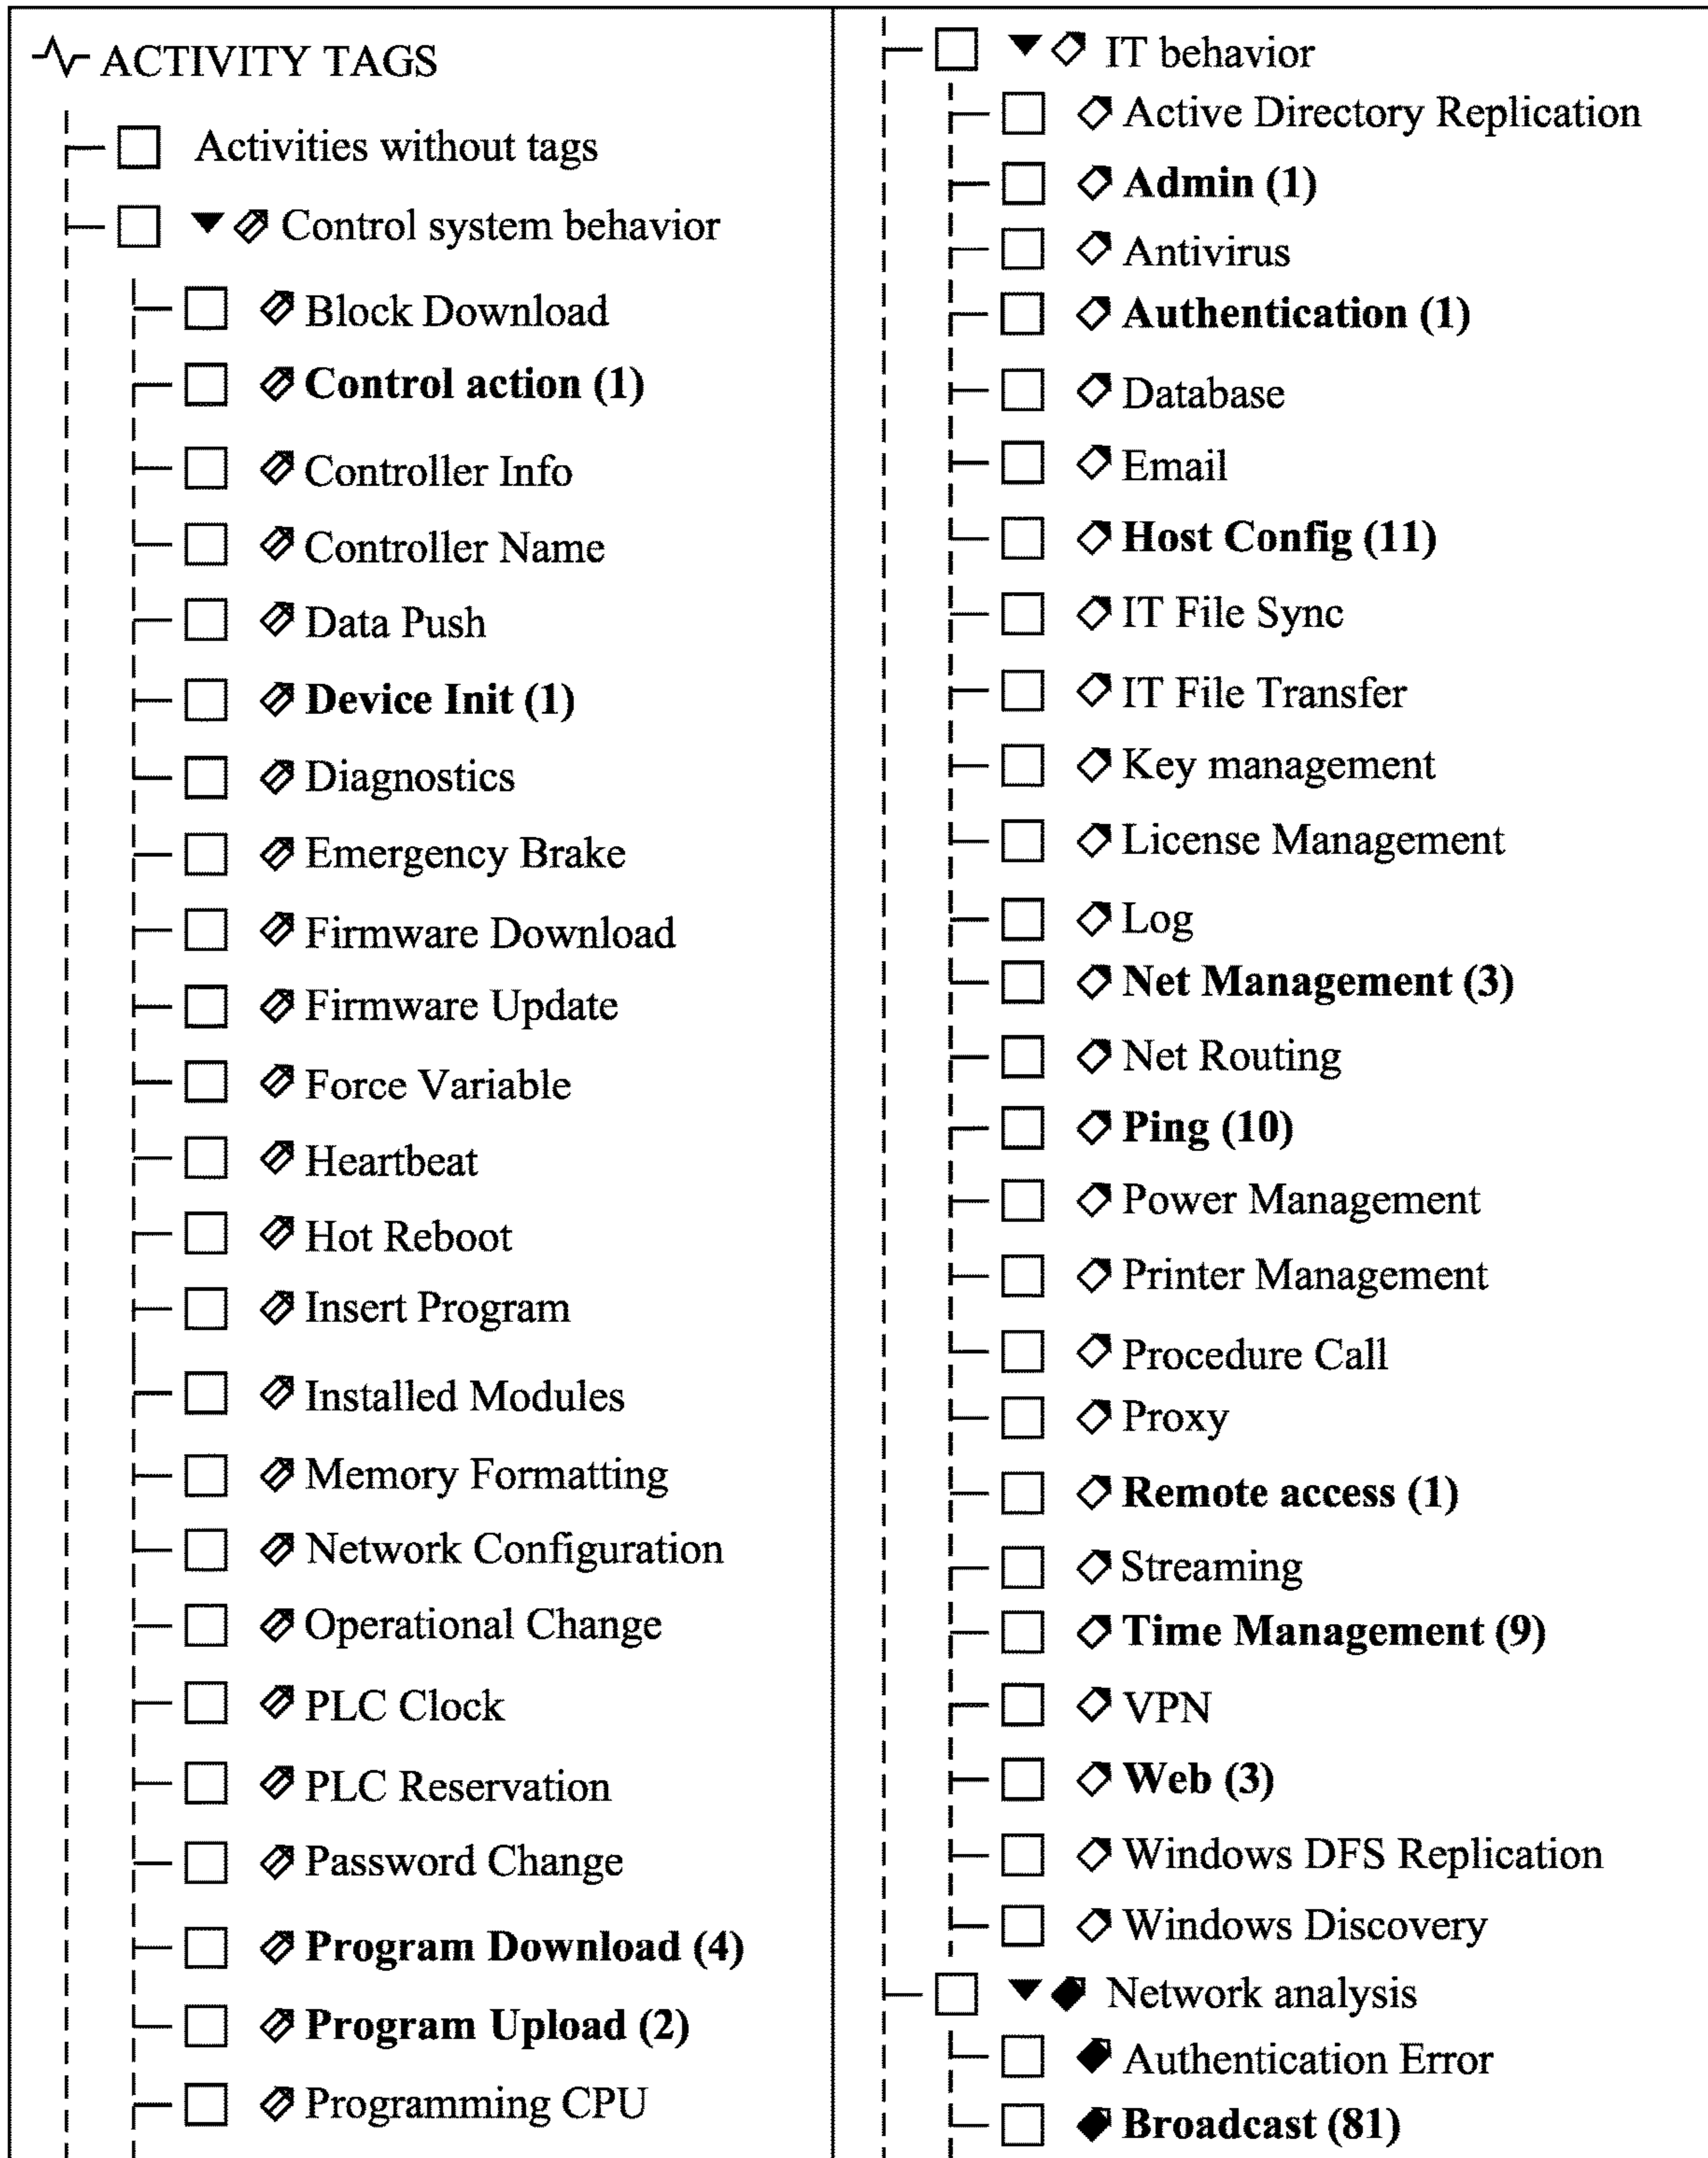 ACTIVITY TAGS
Activities without tags
Control system behavior
Block Download
Control action (1)
Controller Info
Controller Name
Data Push
Device Init (1)
Diagnostics
Emergency Brake
Firmware Download
Firmware Update
Force Variable
Heartbeat
Hot Reboot
Insert Program
Installed Modules
Memory Formatting
Network Configuration
Operational Change
PLC Clock
PLC Reservation
Password Change
Program Download (4)
Program Upload (2)
Programming CPU
IT behavior
Active Directory Replication
Admin (1)
Antivirus
Authentication (1)
Database
Email
Host Config (11)
IT File Sync
IT File Transfer
Key management
License Management
Log
Net Management (3)
Net Routing
Ping (10)
Power Management
Printer Management
Procedure Call
Proxy
Remote access (1)
Streaming
Time Management (9)
VPN
Web (3)
Windows DFS Replication
Windows Discovery
Network analysis
Authentication Error
Broadcast (81)